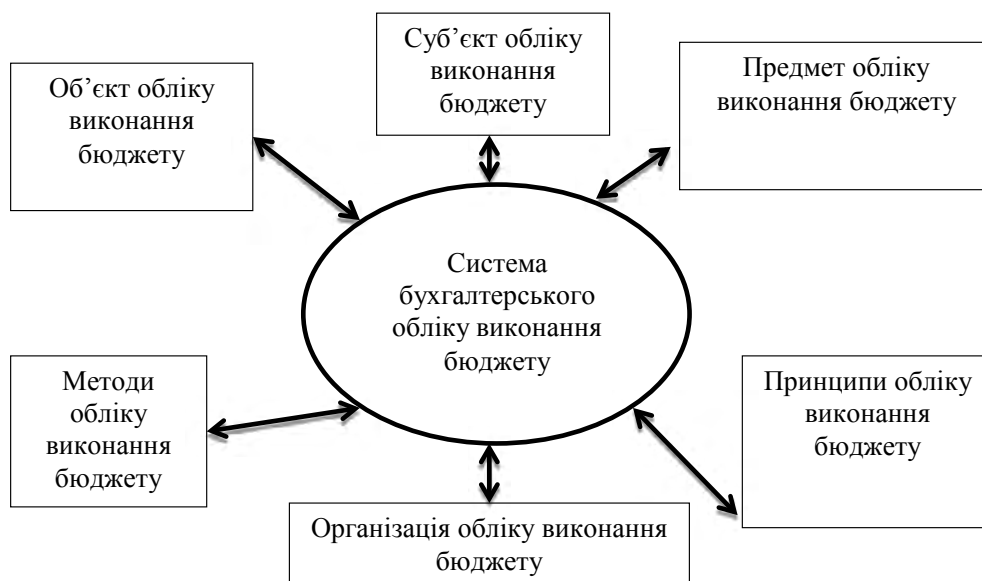 Суб’єкт обліку
виконання
бюджету
Об’єкт обліку
виконання
бюджету
Предмет обліку
виконання бюджету
Система
бухгалтерського
обліку виконання
бюджету
Методи
обліку
виконання
бюджету
Принципи обліку
виконання
бюджету
Організація обліку виконання
бюджету